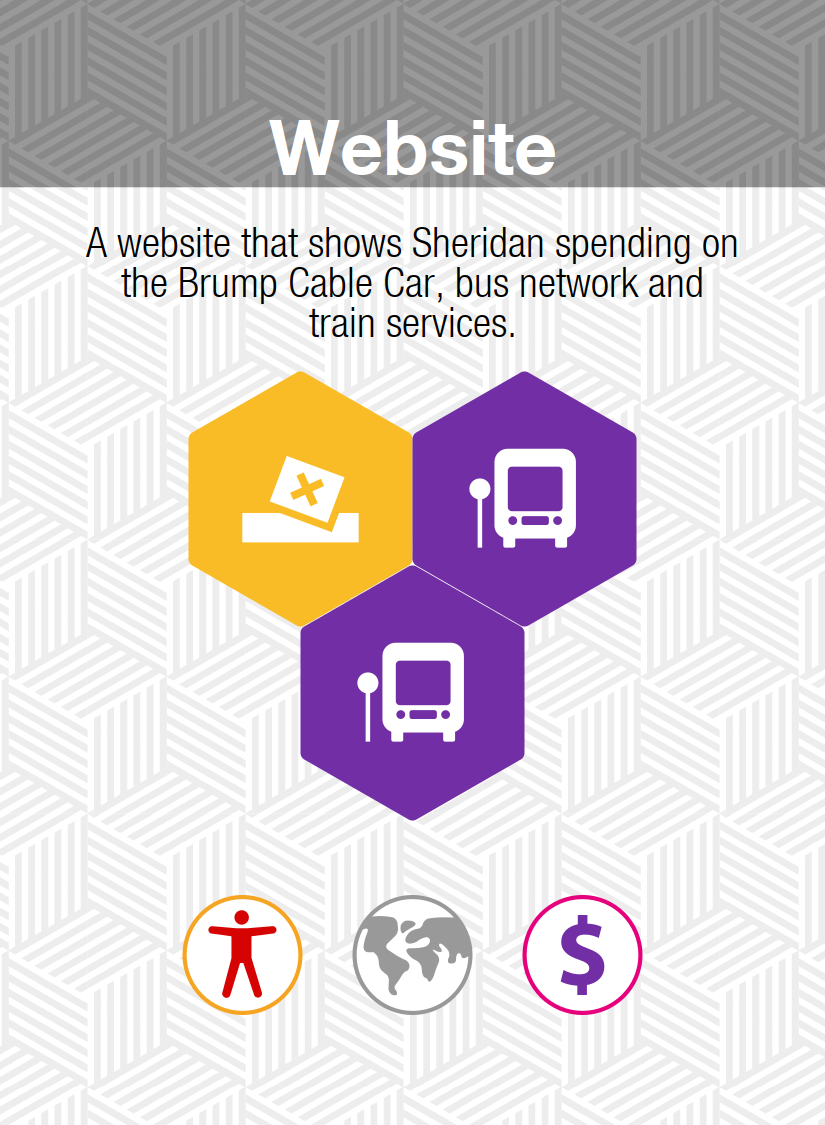 Website
A website that shows Sheridan spending on
the Brump Cable Car, bus network and
train services.
$